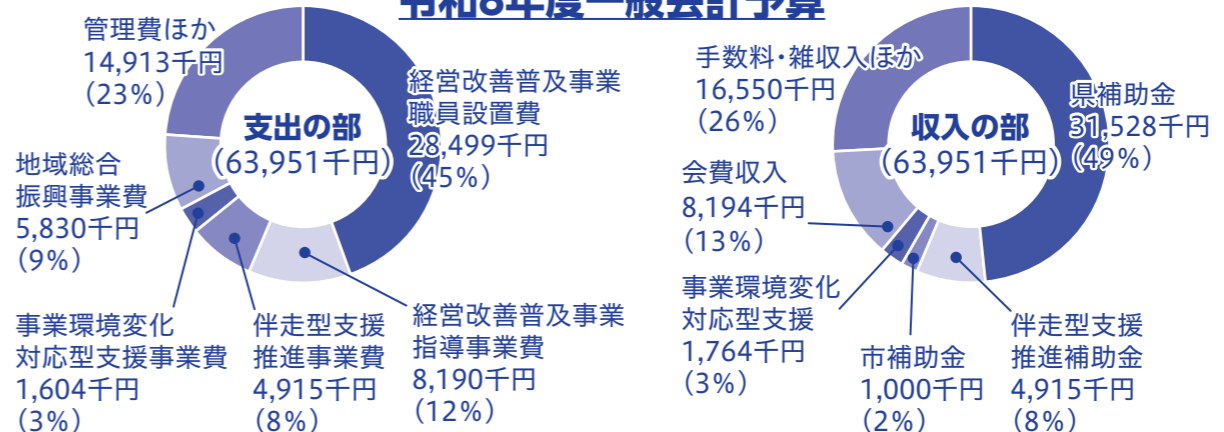 令和8年度一般会計予算
支出の部
（63,951千円）
経営改善普及事業
職員設置費
28,499千円
（45%）
経営改善普及事業
指導事業費
8,190千円
（12%）
伴走型支援
推進事業費
4,915千円
（8%）
事業環境変化
対応型支援事業費
1,604千円
（3%）
地域総合
振興事業費
5,830千円
（9%）
管理費ほか
14,913千円
（23%）
収入の部
（63,951千円）
県補助金
31,528千円
（49%）
伴走型支援
推進補助金
4,915千円
（8%）
市補助金
1,000千円
（2%）
事業環境変化
対応型支援
1,764千円
（3%）
会費収入
8,194千円
（13%）
手数料・雑収入ほか
16,550千円
（26%）